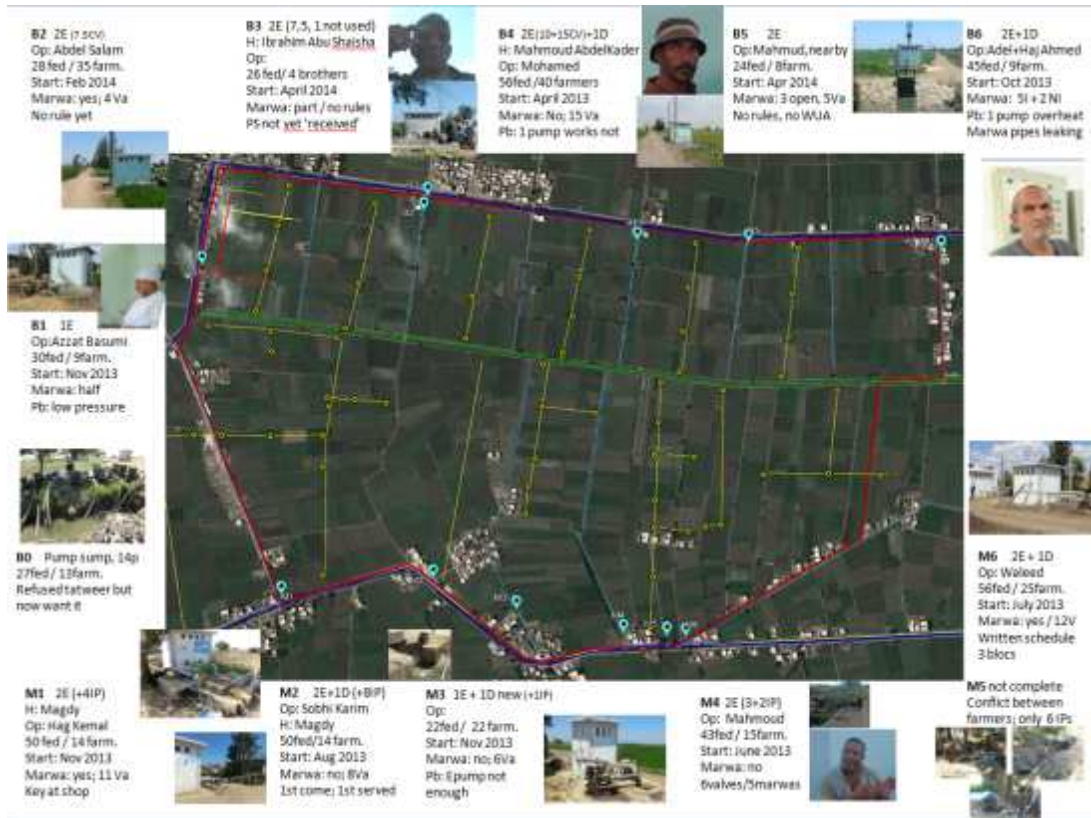 B2 2E (7.5CV)
Op: Abdel Salam
28fed / 35 farm.
Start: Feb 2014
Marwa: yes; 4 Va
No rule yet
B3 2E (7,5, 1 not used)
H: Ibrahim Abu Shaisha
Op:
26fed/ 4 brothers
Start: April 2014
Marwa: part / no rules
PS not yet 'received'
B4 2E(10+15CV)+1D
H: Mahmoud AbdelKader
Op: Mohamed
56fed/40 farmers
Start: April 2013
Marwa: No; 15 Va
Pb: 1 pump works not
B5 2E
Op: Mahmud, nearby
24fed / 8farm.
Start: Apr 2014
Marwa: 3 open, 5Va
No rules, no WUA
B6 2E+1D
Op: Adel+Haj Ahmed
45fed / 9farm.
Start: Oct 2013
Marwa: 5I + 2 NI
Pb: 1 pump overheat
Marwa pipes leaking
B1 1E
Op:Azzat Basumi
30fed / 9farm.
Start: Nov 2013
Marwa: half
Pb: low pressure
B0 Pump sump, 14p
27fed / 13farm.
Refused tatweer but
now want it
M6 2E + 1D
Op: Waleed
56fed / 25farm.
Start: July 2013
Marwa: yes / 12V
Written schedule
3 blocs
M1 2E (+4IP)
H: Magdy
Op: Hag Kemal
50 fed / 14 farm.
Start: Nov 2013
Marwa: yes; 11 Va
Key at shop
M2 2E+1D (+8IP)
Op: Sobhi Karim
H: Magdy
50fed/14 farm.
Start: Aug 2013
Marwa: no; 8Va
1st come; 1st served
M3 1E + 1D new (+1IP)
Op:
22fed/ 22 farm.
Start: Nov 2013
Marwa: no; 6Va
Pb: Epump not
enough
M4 2E (3+2IP)
Op: Mahmoud
43fed / 15farm.
Start: June 2013
Marwa: no
6valves/5marwas
M5 not complete
Conflict between
farmers; only 6 IPs